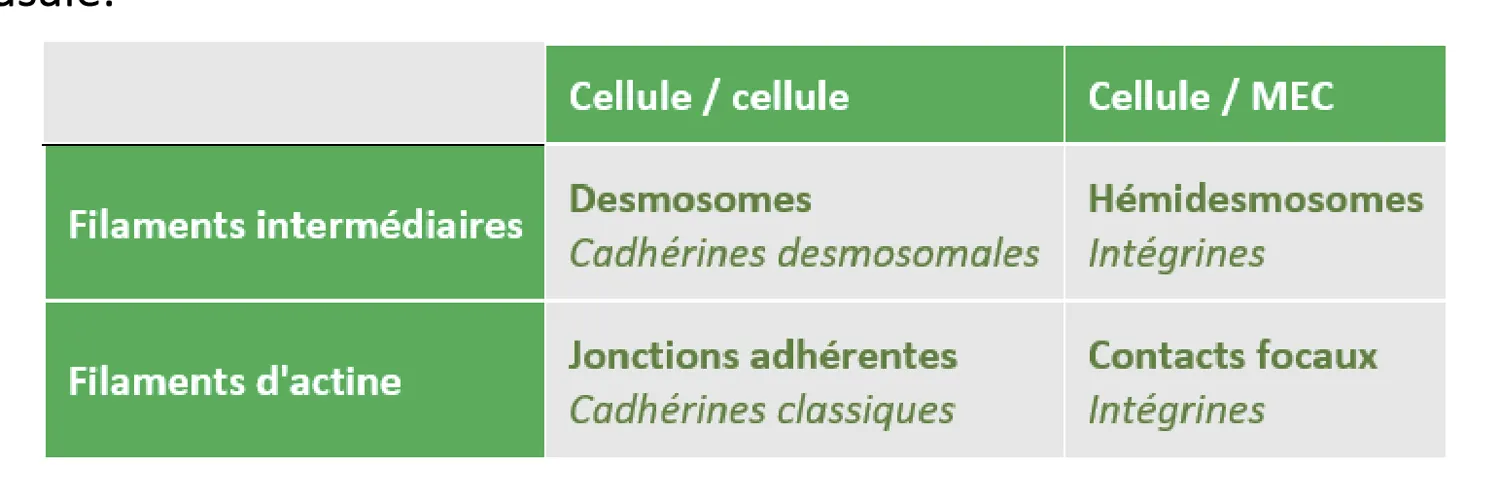 Cellule / cellule
Cellule / MEC
Filaments intermédiaires
Desmosomes
Cadhérines desmosomales
Hémidesmosomes
Intégrines
Filaments d'actine
Jonctions adhérentes
Cadhérines classiques
Contacts focaux
Intégrines